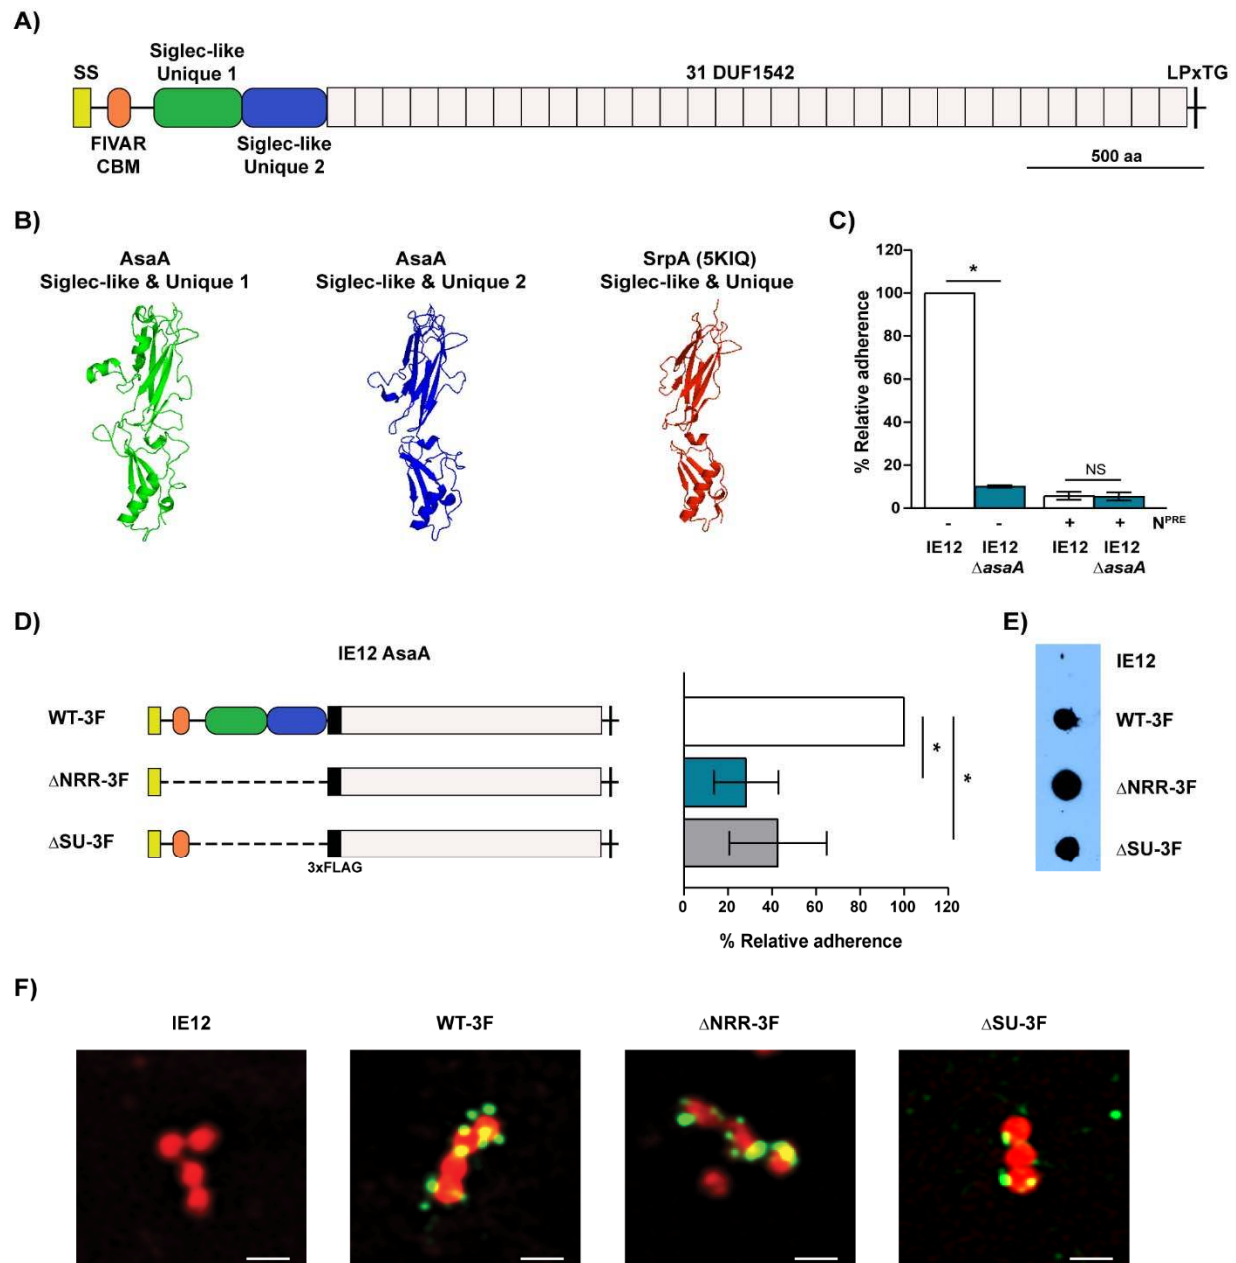 A)
SS
Siglec-like
Unique 1
31 DUF1542
LPxTG
FIVAR
CBM
Siglec-like
Unique 2
500 aa
B)
AsaA
Siglec-like & Unique 1
AsaA
Siglec-like & Unique 2
SrpA (5KIQ)
Siglec-like & Unique
C)
% Relative adherence
120
100
80
60
40
20
0
*
NS
- - + + Nᴾᴿᴱ
IE12 IE12 IE12 IE12
ΔasaA ΔasaA
D)
IE12 AsaA
WT-3F
ΔNRR-3F
ΔSU-3F
3xFLAG
*
*
0 20 40 60 80 100 120
% Relative adherence
E)
IE12
WT-3F
ΔNRR-3F
ΔSU-3F
F)
IE12 WT-3F ΔNRR-3F ΔSU-3F